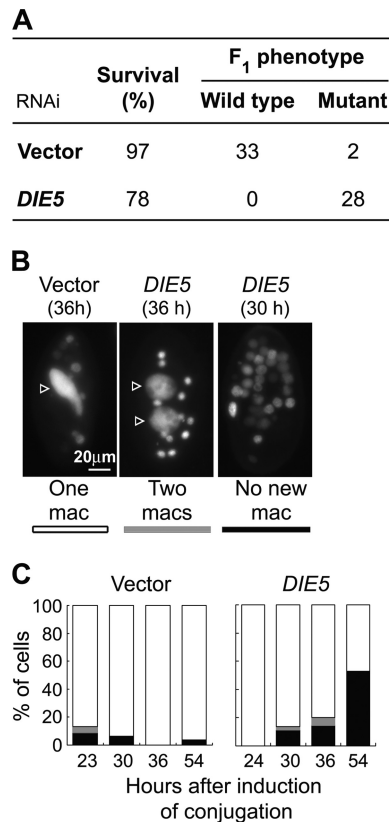 A
RNAi Survival (%) F1 phenotype
Wild type Mutant
Vector 97 33 2
DIE5 78 0 28
B
Vector (36h) DIE5 (36 h) DIE5 (30 h)
20μm
One mac Two macs No new mac
C
Vector DIE5
% of cells
100
80
60
40
20
0
23 30 36 54 24 30 36 54
Hours after induction
of conjugation